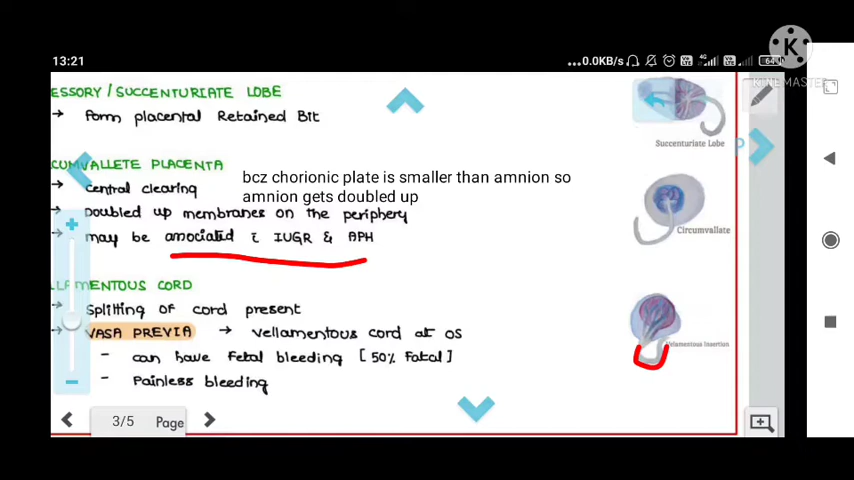 13:21
...0.0KB/s
4G
64
K
KINEMASTER
ESSORY/SUCCENTURIATE LOBE
→ Form placental Retained Bit
Succenturiate Lobe
CUMVALLETE PLACENTA
bcz chorionic plate is smaller than amnion so
amnion gets doubled up
→ central clearing
→ Doubled up membranes on the periphery
→ may be associated c̄ IUGR & APH
Circumvallate
LLAMENTOUS CORD
→ splitting of cord present
→ VASA PREVIA → vellamentous cord at os
- can have fetal bleeding [50% Fatal]
- Painless bleeding
Velamentous Insertion
3/5 Page